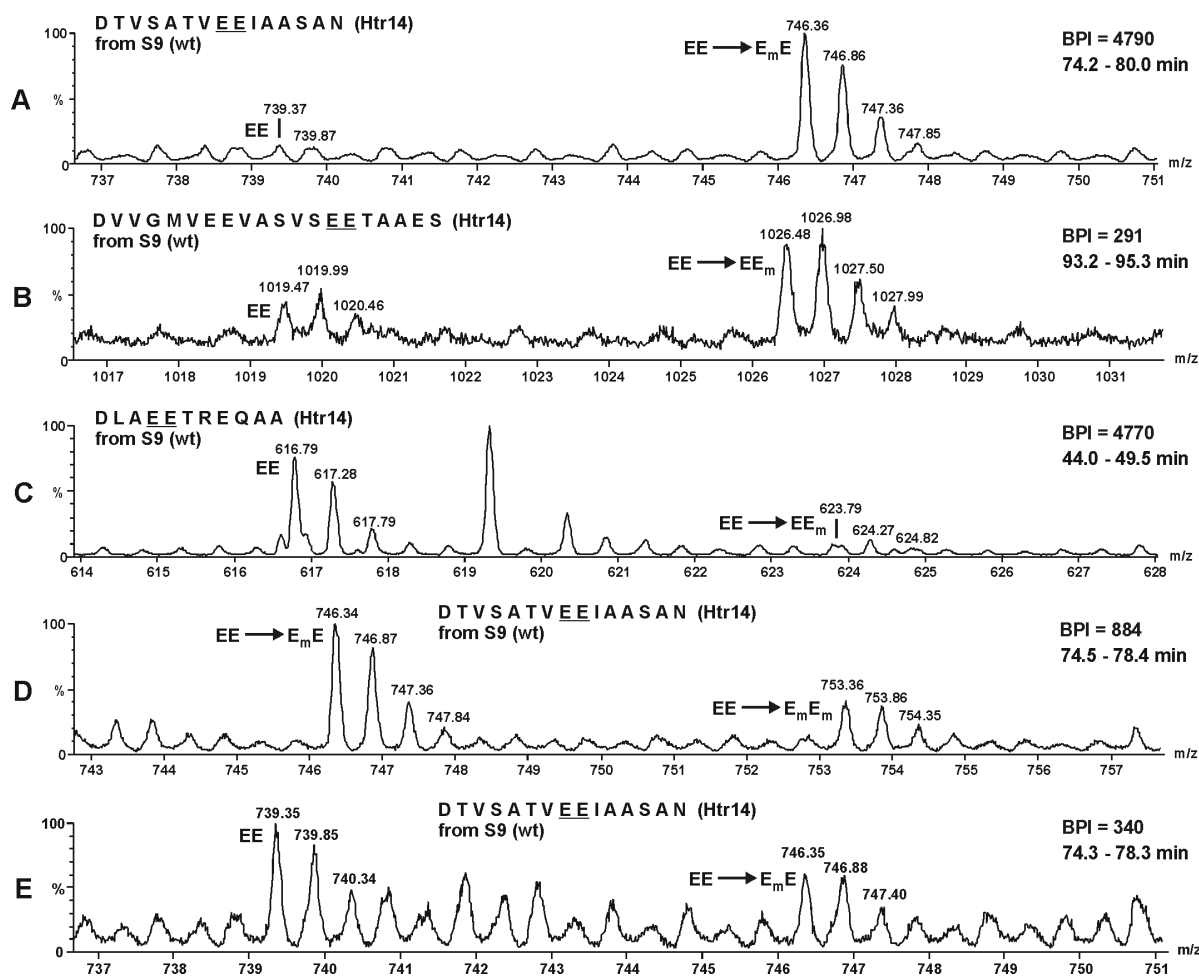 DTVSATVEEIAASAN (Htr14)
from S9 (wt)
BPI = 4790
74.2 - 80.0 min
A
100
%
0
EE
739.37
739.87
EE → EmE
746.36
746.86
747.36
747.85
737 738 739 740 741 742 743 744 745 746 747 748 749 750 751 m/z
DVVGMVEEVASVSEETAAES (Htr14)
from S9 (wt)
BPI = 291
93.2 - 95.3 min
B
100
%
0
EE
1019.47
1019.99
1020.46
EE → EEm
1026.48
1026.98
1027.50
1027.99
1017 1018 1019 1020 1021 1022 1023 1024 1025 1026 1027 1028 1029 1030 1031 m/z
DLAEETREQAA (Htr14)
from S9 (wt)
BPI = 4770
44.0 - 49.5 min
C
100
%
0
EE
616.79
617.28
617.79
EE → EEm
623.79
624.27
624.82
614 615 616 617 618 619 620 621 622 623 624 625 626 627 628 m/z
DTVSATVEEIAASAN (Htr14)
from S9 (wt)
BPI = 884
74.5 - 78.4 min
D
100
%
0
EE → EmE
746.34
746.87
747.36
747.84
EE → EmEm
753.36
753.86
754.35
743 744 745 746 747 748 749 750 751 752 753 754 755 756 757 m/z
DTVSATVEEIAASAN (Htr14)
from S9 (wt)
BPI = 340
74.3 - 78.3 min
E
100
%
0
EE
739.35
739.85
740.34
EE → EmE
746.35
746.88
747.40
737 738 739 740 741 742 743 744 745 746 747 748 749 750 751 m/z